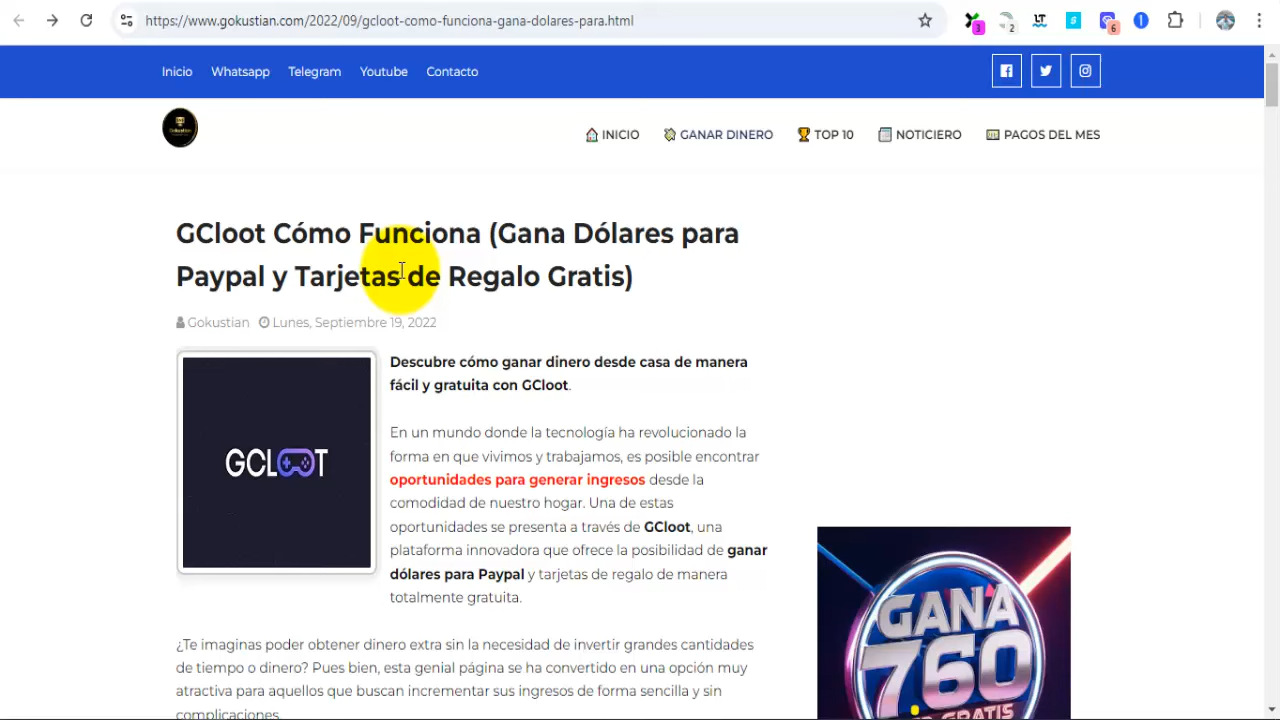 https://www.gokustian.com/2022/09/gcloot-como-funciona-gana-dolares-para.html
3
2
LT
6
Inicio Whatsapp Telegram Youtube Contacto
Gokustian
INICIO GANAR DINERO TOP 10 NOTICIERO PAGOS DEL MES
GCloot Cómo Funciona (Gana Dólares para
Paypal y Tarjetas de Regalo Gratis)
Gokustian Lunes, Septiembre 19, 2022
GCLOOT
Descubre cómo ganar dinero desde casa de manera
fácil y gratuita con GCloot.
En un mundo donde la tecnología ha revolucionado la
forma en que vivimos y trabajamos, es posible encontrar
oportunidades para generar ingresos desde la
comodidad de nuestro hogar. Una de estas
oportunidades se presenta a través de GCloot, una
plataforma innovadora que ofrece la posibilidad de ganar
dólares para Paypal y tarjetas de regalo de manera
totalmente gratuita.
¿Te imaginas poder obtener dinero extra sin la necesidad de invertir grandes cantidades
de tiempo o dinero? Pues bien, esta genial página se ha convertido en una opción muy
atractiva para aquellos que buscan incrementar sus ingresos de forma sencilla y sin
complicaciones.
GANA
760
GRATIS